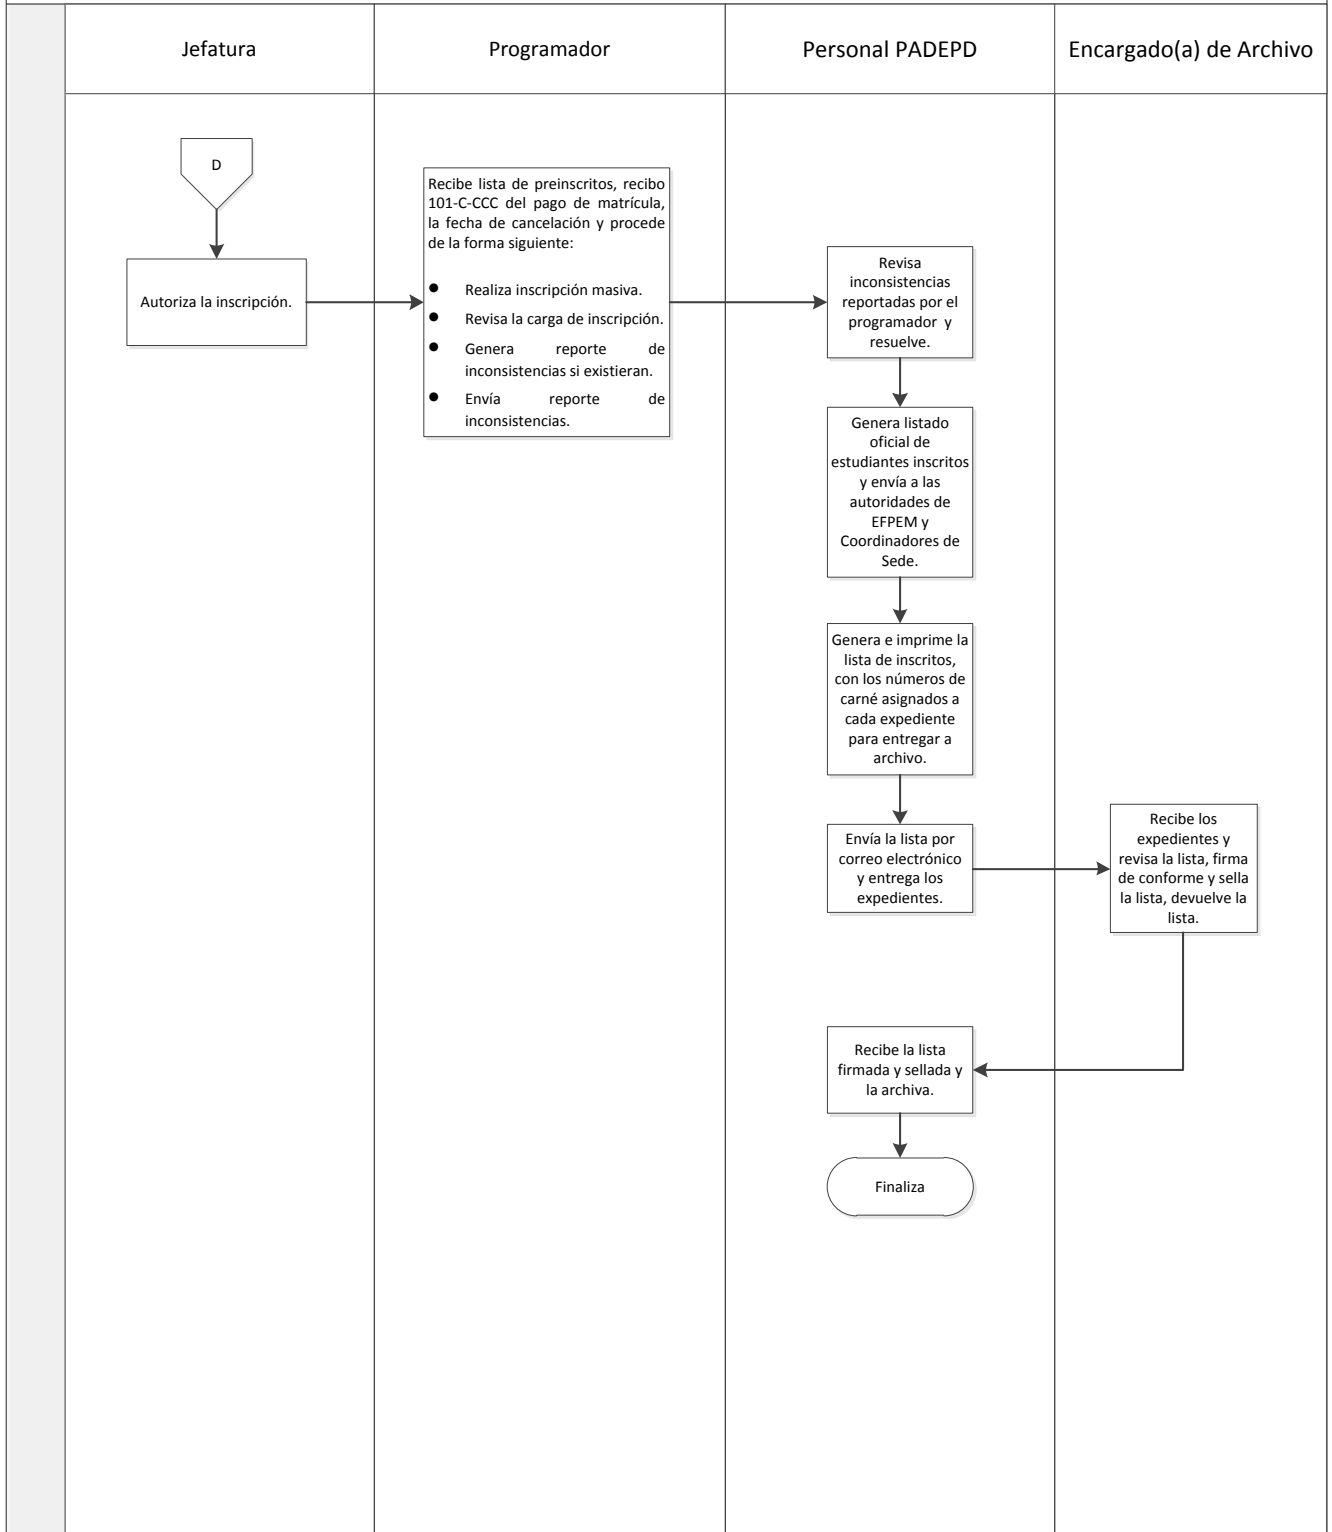 Jefatura
Programador
Personal PADEPD
Encargado(a) de Archivo
D
Autoriza la inscripción.
Recibe lista de preinscritos, recibo
101-C-CCC del pago de matrícula,
la fecha de cancelación y procede
de la forma siguiente:
● Realiza inscripción masiva.
● Revisa la carga de inscripción.
● Genera reporte de
inconsistencias si existieran.
● Envía reporte de
inconsistencias.
Revisa
inconsistencias
reportadas por el
programador y
resuelve.
Genera listado
oficial de
estudiantes inscritos
y envía a las
autoridades de
EFPEM y
Coordinadores de
Sede.
Genera e imprime la
lista de inscritos,
con los números de
carné asignados a
cada expediente
para entregar a
archivo.
Envía la lista por
correo electrónico
y entrega los
expedientes.
Recibe los
expedientes y
revisa la lista, firma
de conforme y sella
la lista, devuelve la
lista.
Recibe la lista
firmada y sellada y
la archiva.
Finaliza